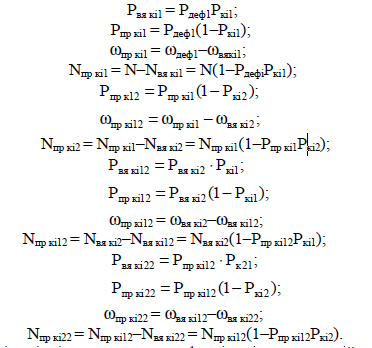 Pвя кі1 = Pдеф1Pкі1;
Pпр кі1 = Pдеф1(1–Pкі1);
ωпр кі1 = ωдеф1–ωвякі1;
Nпр кі1 = N–Nвя кі1 = N(1–PдефіPкі1);
Pпр к12 = Pпр кі1(1 – Pкі2);
ωпр кі12 = ωпр кі1 – ωвя кі2;
Nпр кі2 = Nпр кі1–Nвя кі2 = Nпр кі1(1–Pпр кі1Pкі2);
Pвя кі12 = Pвя кі2 · Pкі1;
Pпр кі12 = Pвя кі2(1 – Pкі1);
ωпр кі12 = ωвя кі2–ωвя кі12;
Nпр кі12 = Nвя кі2–Nвя кі12 = Nвя кі2(1–Pпр кі12Pкі1);
Pвя кі22 = Pпр кі12 · Pк21;
Pпр кі22 = Pпр кі12(1 – Pкі2);
ωпр кі22 = ωвя кі12–ωвя кі22;
Nпр кі22 = Nпр кі12–Nвя кі22 = Nпр кі12(1–Pпр кі12Pкі2).